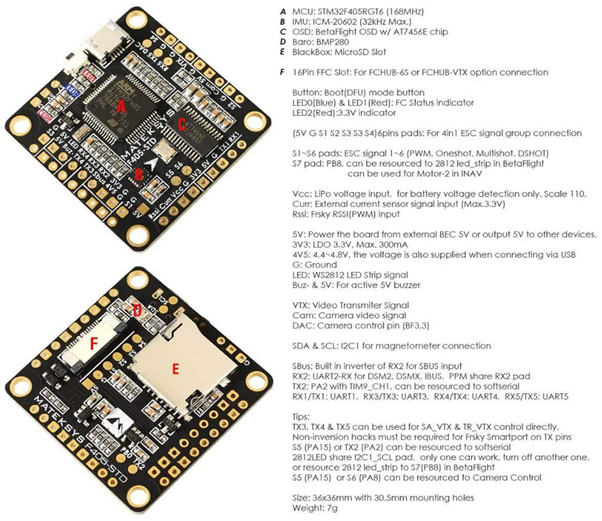 A MCU: STM32F405RGT6 (168MHz)
B IMU: ICM-20602 (32kHz Max.)
C OSD: BetaFlight OSD w/ AT7456E chip
D Baro: BMP280
E BlackBox: MicroSD Slot
F 16Pin FFC Slot: For FCHUB-6S or FCHUB-VTX option connection
Button: Boot(DFU) mode button
LED0(Blue) & LED1(Red); FC Status indicator
LED2(Red):3.3V indicator
(5V G S1 S2 S3 S3 S4)6pins pads: For 4in1 ESC signal group connection
S1~S6 pads: ESC signal 1~6 (PWM, Oneshot, Multishot, DSHOT)
S7 pad: PB8, can be resourced to 2812 led_strip in BetaFlight
can be used for Motor-2 in INAV
Vcc: LiPo voltage input, for battery voltage detection only. Scale 110.
Curr: External current sensor signal input (Max.3.3V)
Rssi: Frsky RSSI(PWM) input
5V: Power the board from external BEC 5V or output 5V to other devices.
3V3: LDO 3.3V, Max. 300mA
4V5: 4.4~4.8V, the voltage is also supplied when connecting via USB
G: Ground
LED: WS2812 LED Strip signal
Buz- & 5V: For active 5V buzzer
VTX: Video Transmiter Signal
Cam: Camera video signal
DAC: Camera control pin (BF3.3)
SDA & SCL: I2C1 for magnetometer connection
SBus: Built in inverter of RX2 for SBUS input
RX2: UART2-RX for DSM2, DSMX, IBUS, PPM share RX2 pad
TX2: PA2 with TIM9_CH1, can be resourced to softserial
RX1/TX1: UART1, RX3/TX3: UART3, RX4/TX4: UART4, RX5/TX5: UART5
Tips:
TX3, TX4 & TX5 can be used for SA_VTX & TR_VTX control directly.
Non-inversion hacks must be required for Frsky Smartport on TX pins
S5 (PA15) or TX2 (PA2) can be resourced to softserial
2812LED share I2C1_SCL pad. only one can work, turn off another one.
or resource 2812 led_strip to S7(PB8) in BetaFlight
S5 (PA15) or S6 (PA8) can be resourced to Camera Control
Size: 36x36mm with 30.5mm mounting holes
Weight: 7g
A
C
B
ARM
F405 STD
Rssi Curr Vcc G 3V3 5V G TX1 RX1
D
F
E
MATEKSYS F405-STD